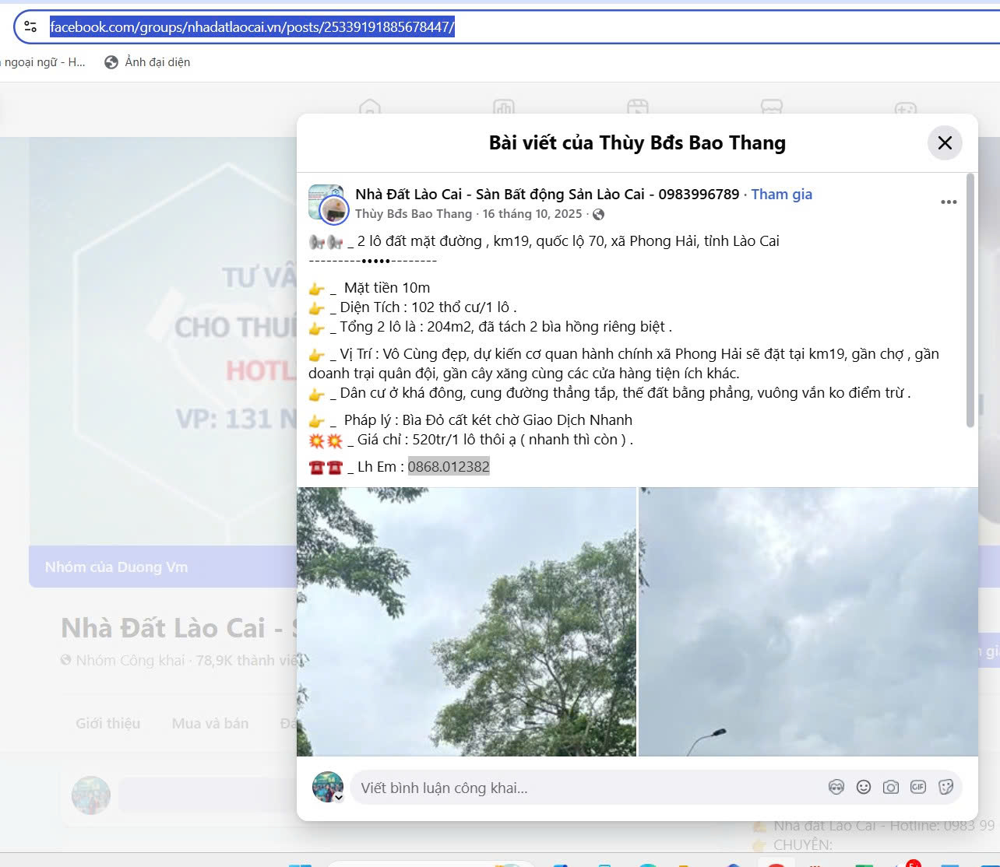 facebook.com/groups/nhadatlaocai.vn/posts/25339191885678447/
ngoại ngữ - H...
Ảnh đại diện
Bài viết của Thùy Bđs Bao Thang
Nhà Đất Lào Cai - Sàn Bất động Sản Lào Cai - 0983996789 · Tham gia
Thùy Bđs Bao Thang · 16 tháng 10, 2025 ·
📢📢 _ 2 lô đất mặt đường , km19, quốc lộ 70, xã Phong Hải, tỉnh Lào Cai
---------•••••--------
👉 _ Mặt tiền 10m
👉 _ Diện Tích : 102 thổ cư/1 lô .
👉 _ Tổng 2 lô là : 204m2, đã tách 2 bìa hồng riêng biệt .
👉 _ Vị Trí : Vô Cùng đẹp, dự kiến cơ quan hành chính xã Phong Hải sẽ đặt tại km19, gần chợ , gần
doanh trại quân đội, gần cây xăng cùng các cửa hàng tiện ích khác.
👉 _ Dân cư ở khá đông, cung đường thẳng tắp, thế đất bằng phẳng, vuông vắn ko điểm trừ .
👉 _ Pháp lý : Bìa Đỏ cất két chờ Giao Dịch Nhanh
💥💥 _ Giá chỉ : 520tr/1 lô thôi ạ ( nhanh thì còn ) .
☎️☎️ _ Lh Em : 0868.012382
Viết bình luận công khai...
GIF
TƯ VẤ
CHO THUÊ
HOTL
VP: 131 N
Nhóm của Duong Vm
Nhà Đất Lào Cai - S
Nhóm Công khai · 78,9K thành viê
Giới thiệu
Mua và bán
Nhà đất Lào Cai - Hotline: 0983 99
👉 CHUYÊN: